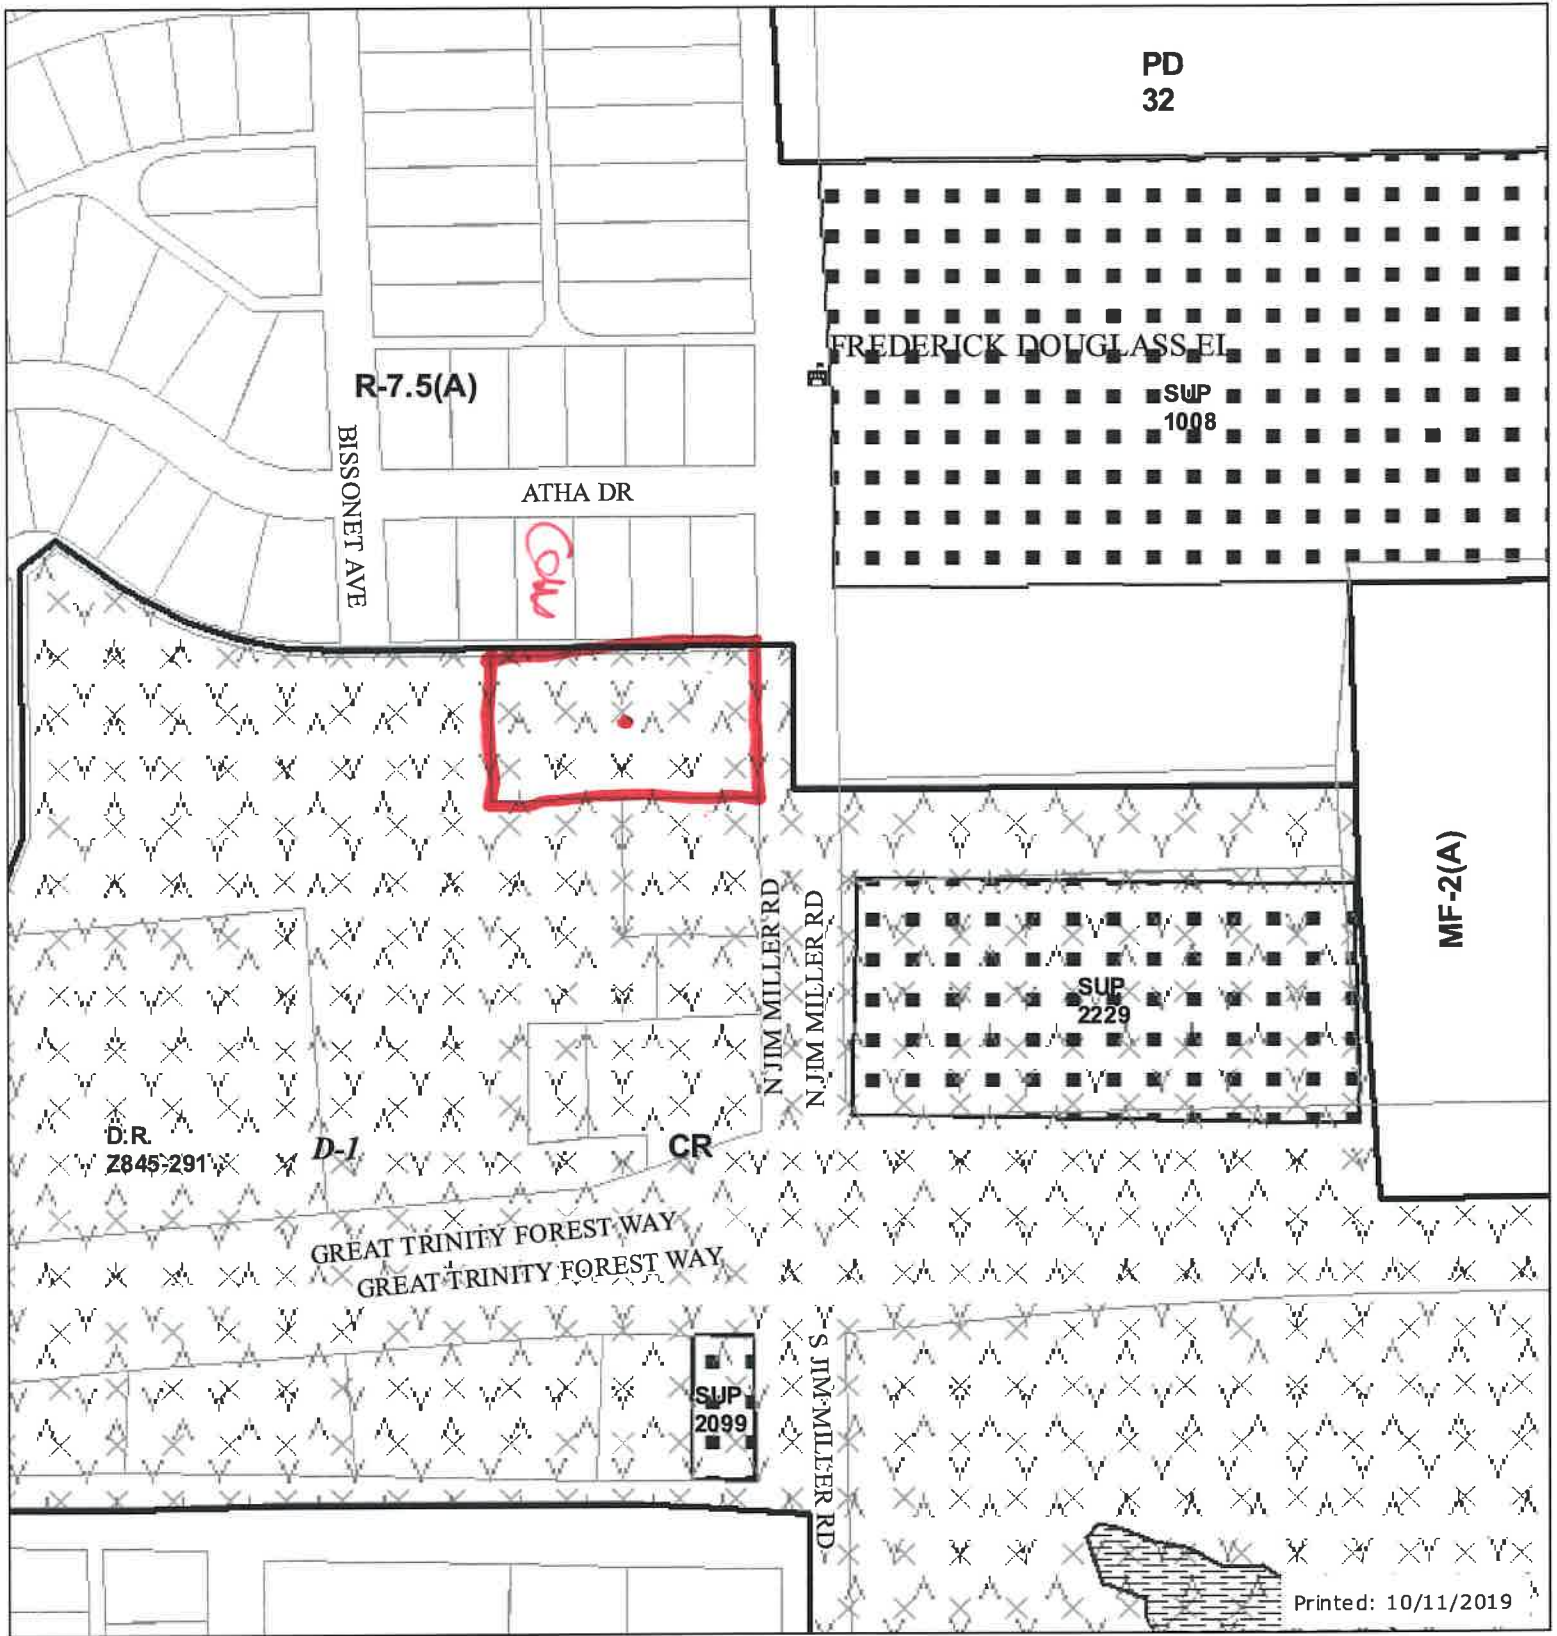 PD
32
FREDERICK DOUGLASS EL
SUP
1008
R-7.5(A)
BISSONET AVE
ATHA DR
MF-2(A)
N JIM MILLER RD
N JIM MILLER RD
SUP
2229
D.R.
Z845-291
D-1
CR
GREAT TRINITY FOREST WAY
GREAT TRINITY FOREST WAY
S JIM MILLER RD
SUP
2099
Printed: 10/11/2019